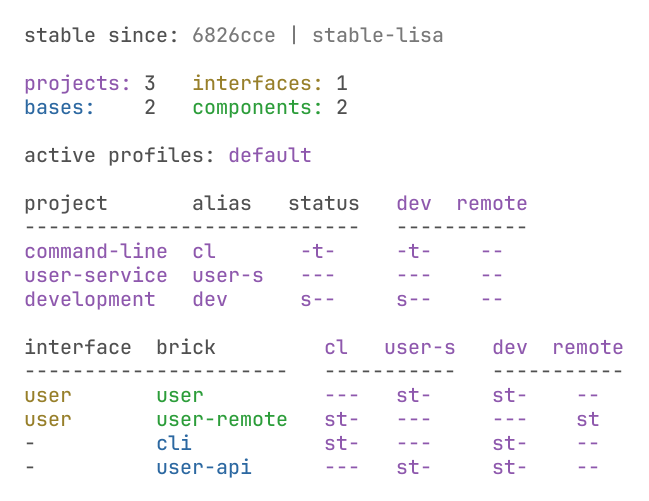 stable since: 6826cce | stable-lisa
projects: 3   interfaces: 1
bases:    2   components: 2
active profiles: default
project       alias   status   dev  remote
----------------------------   -----------
command-line  cl       -t-     -t-    --
user-service  user-s   ---     ---    --
development   dev      s--     s--    --
interface  brick         cl   user-s   dev  remote
----------------------   -----------   -----------
user       user          ---   st-     st-    --
user       user-remote   st-   ---     ---    st
-          cli           st-   ---     st-    --
-          user-api      ---   st-     st-    --